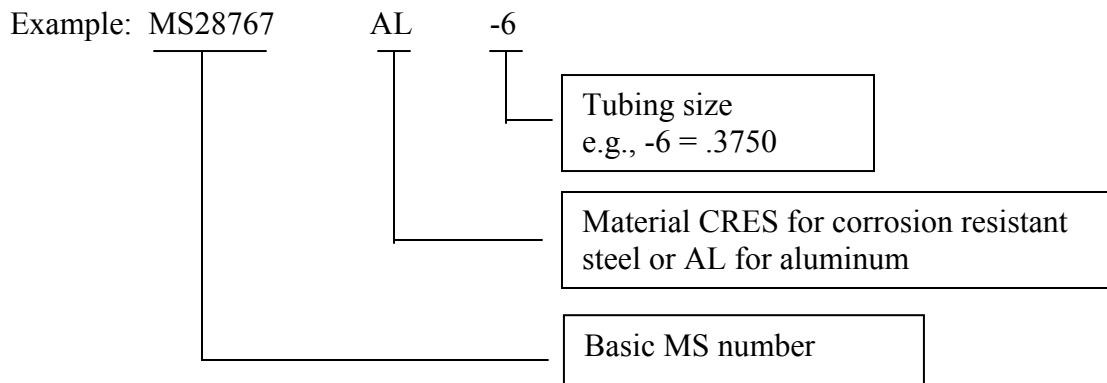 Example: MS28767 AL -6
Tubing size
e.g., -6 = .3750
Material CRES for corrosion resistant
steel or AL for aluminum
Basic MS number